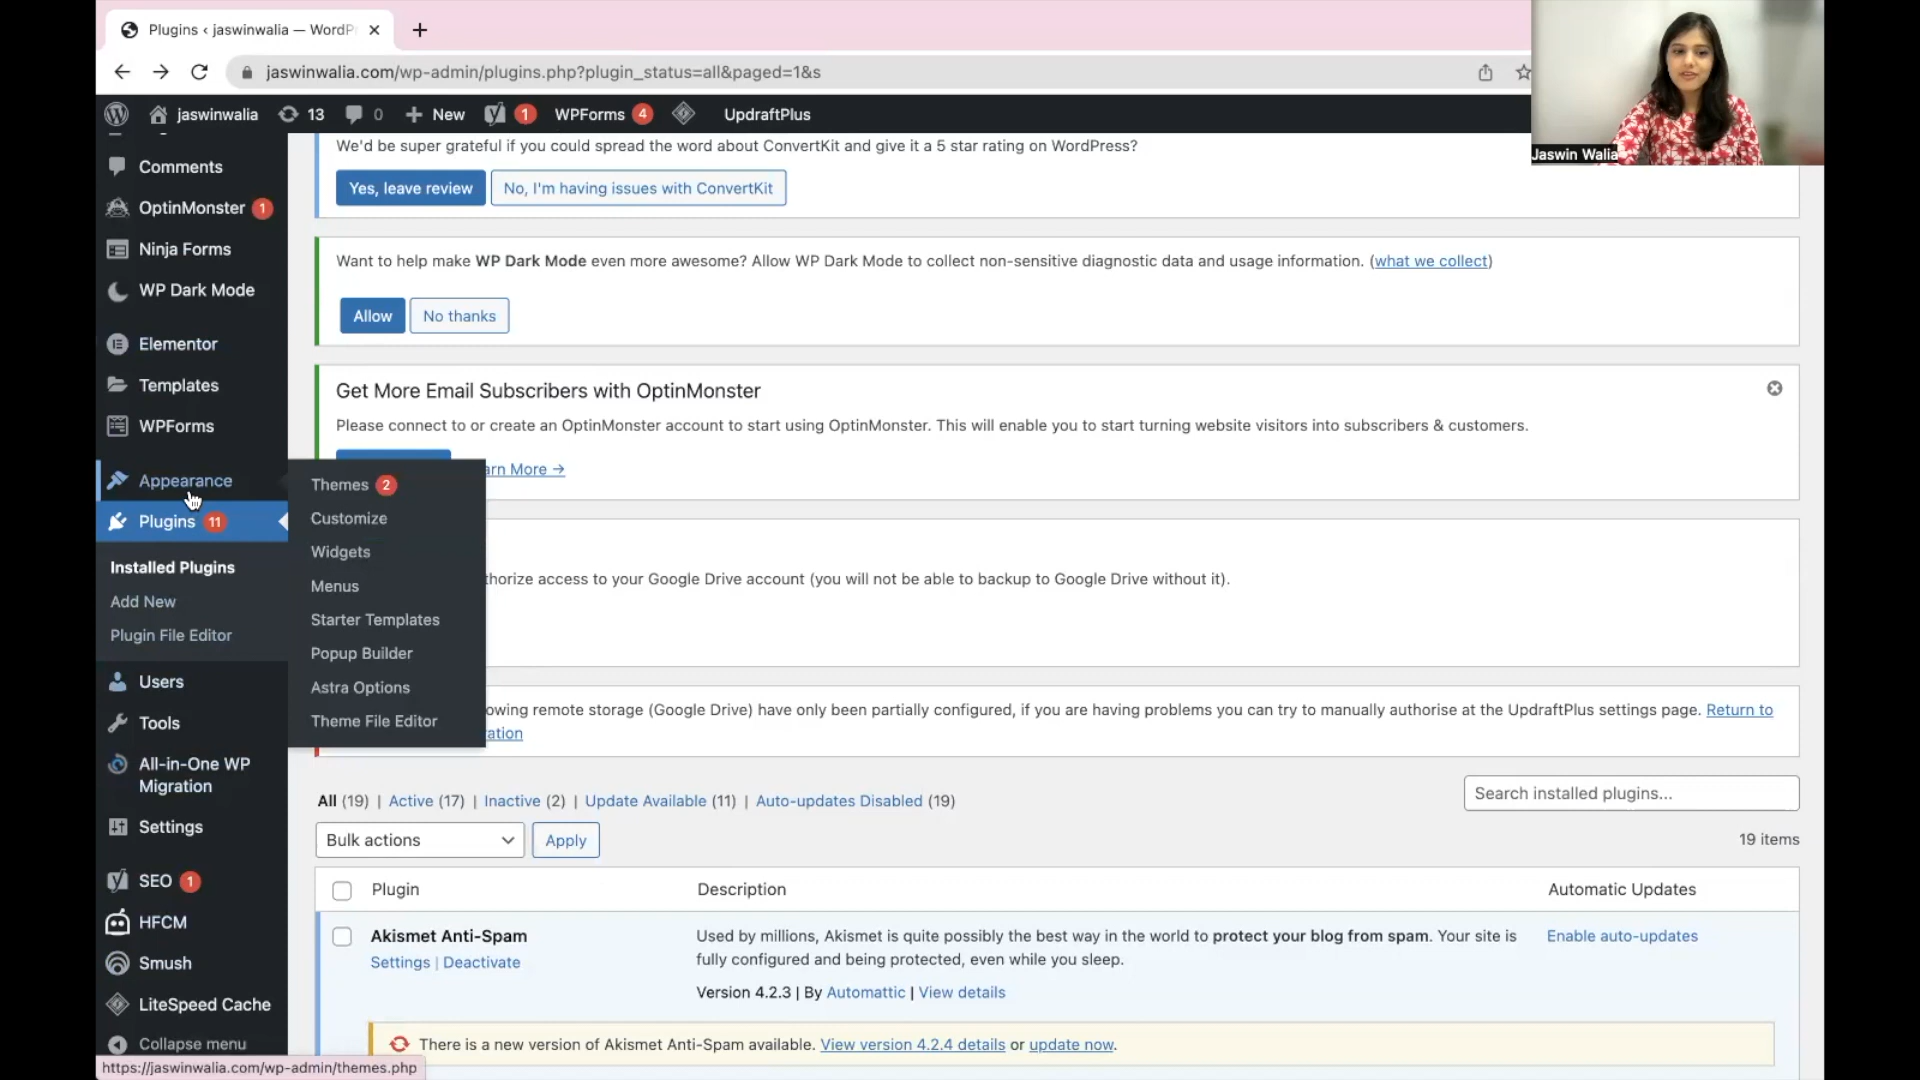 Plugins ‹ jaswinwalia — WordP
jaswinwalia.com/wp-admin/plugins.php?plugin_status=all&paged=1&s
jaswinwalia 13 0 New 1 WPForms 4 UpdraftPlus
Jaswin Walia
Comments
OptinMonster 1
Ninja Forms
WP Dark Mode
Elementor
Templates
WPForms
Appearance
Plugins 11
Installed Plugins
Add New
Plugin File Editor
Users
Tools
All-in-One WP
Migration
Settings
SEO 1
HFCM
Smush
LiteSpeed Cache
Collapse menu
https://jaswinwalia.com/wp-admin/themes.php
Themes 2
Customize
Widgets
Menus
Starter Templates
Popup Builder
Astra Options
Theme File Editor
We'd be super grateful if you could spread the word about ConvertKit and give it a 5 star rating on WordPress?
Yes, leave review No, I'm having issues with ConvertKit
Want to help make WP Dark Mode even more awesome? Allow WP Dark Mode to collect non-sensitive diagnostic data and usage information. (what we collect)
Allow No thanks
Get More Email Subscribers with OptinMonster
Please connect to or create an OptinMonster account to start using OptinMonster. This will enable you to start turning website visitors into subscribers & customers.
arn More →
thorize access to your Google Drive account (you will not be able to backup to Google Drive without it).
owing remote storage (Google Drive) have only been partially configured, if you are having problems you can try to manually authorise at the UpdraftPlus settings page. Return to
ation
All (19) | Active (17) | Inactive (2) | Update Available (11) | Auto-updates Disabled (19)
Search installed plugins...
Bulk actions Apply
19 items
Plugin Description Automatic Updates
Akismet Anti-Spam
Settings | Deactivate
Used by millions, Akismet is quite possibly the best way in the world to protect your blog from spam. Your site is
fully configured and being protected, even while you sleep.
Version 4.2.3 | By Automattic | View details
Enable auto-updates
There is a new version of Akismet Anti-Spam available. View version 4.2.4 details or update now.